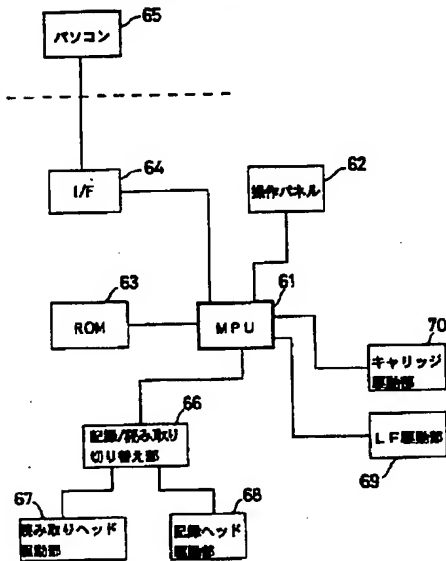 65
パソコン
64
I/F
62
操作パネル
63
ROM
61
MPU
70
キャリッジ
駆動部
66
記録/読み取り
切り替え部
LF駆動部
69
67
読み取りヘッド
駆動部
68
記録ヘッド
駆動部